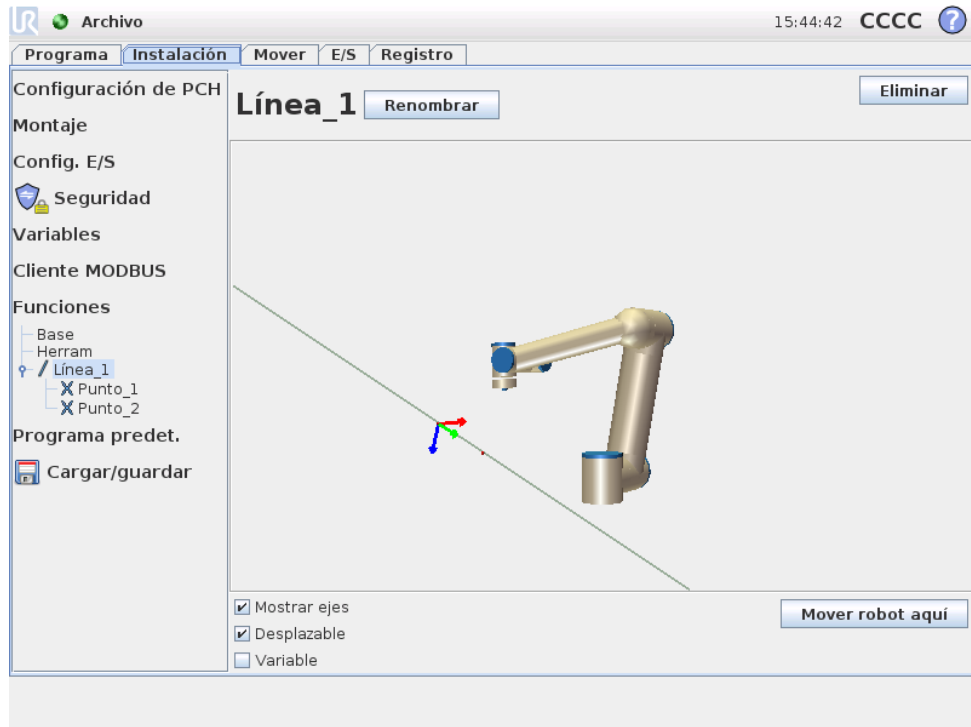 UR Archivo 15:44:42 CCCC ?
Programa Instalación Mover E/S Registro
Configuración de PCH
Montaje
Config. E/S
Seguridad
Variables
Cliente MODBUS
Funciones
Base
Herram
Línea_1
Punto_1
Punto_2
Programa predet.
Cargar/guardar
Línea_1 Renombrar Eliminar
Mostrar ejes
Desplazable
Variable
Mover robot aquí